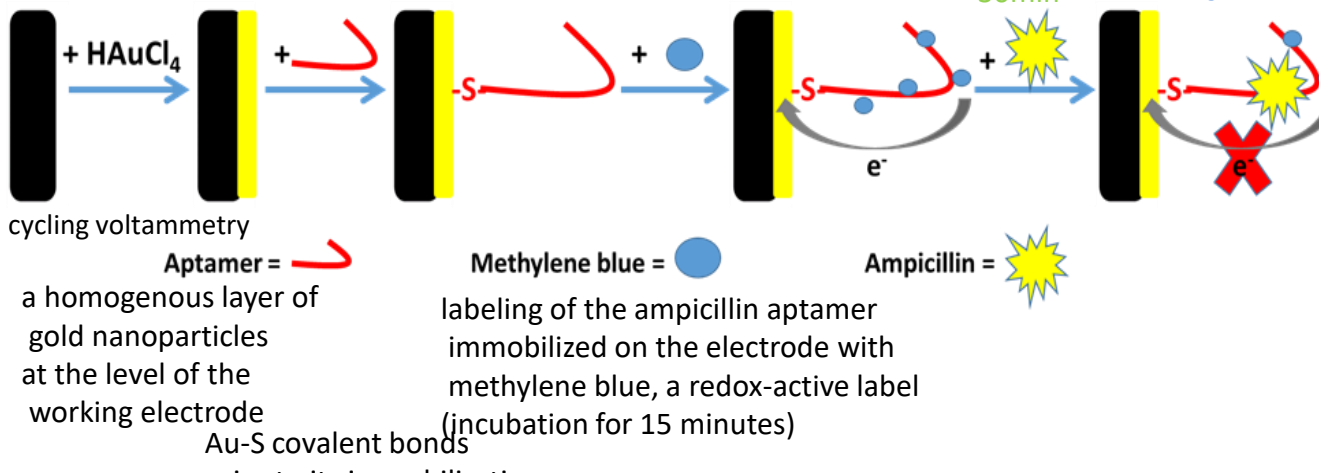 + HAuCl4
+
-S-
+
-S-
e-
+
-S-
e-
cycling voltammetry
Aptamer =
Methylene blue =
Ampicillin =
a homogenous layer of
gold nanoparticles
at the level of the
working electrode
labeling of the ampicillin aptamer
immobilized on the electrode with
methylene blue, a redox-active label
(incubation for 15 minutes)
Au-S covalent bonds